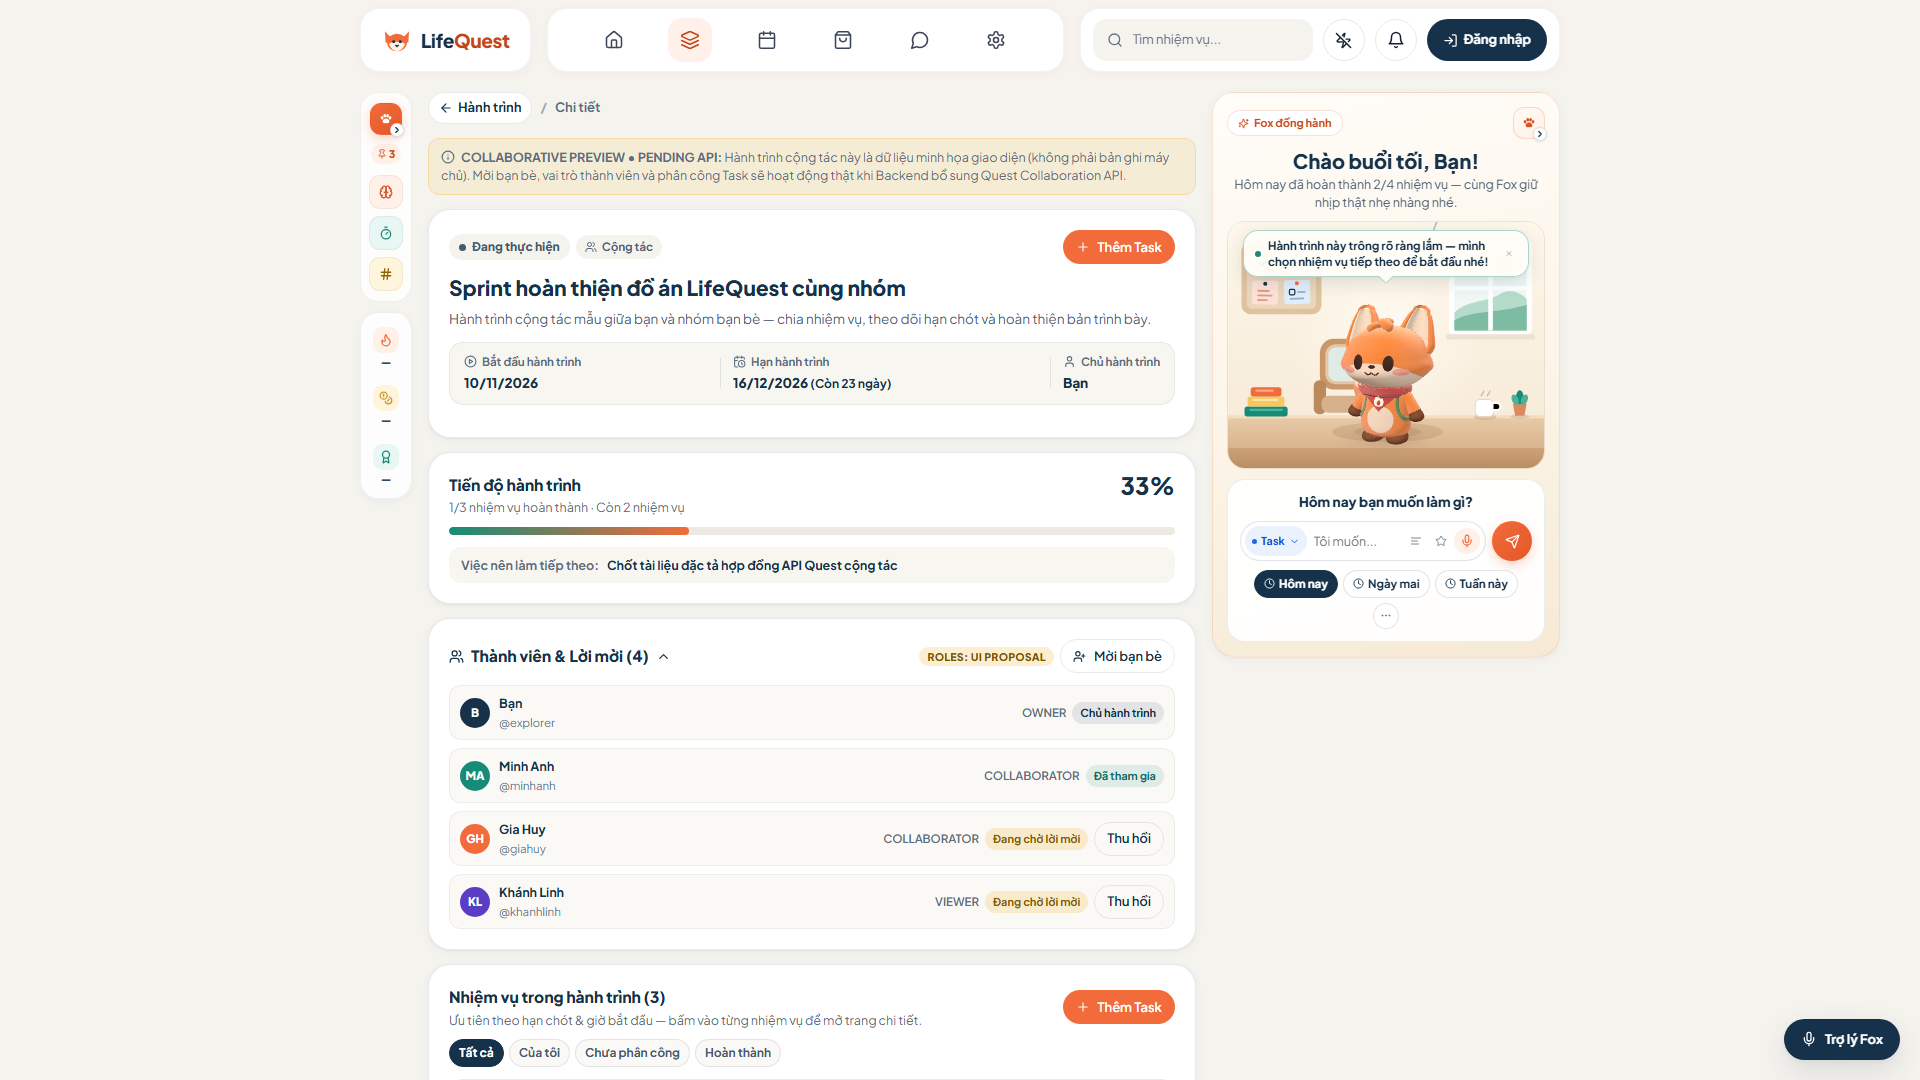 LifeQuest
Tìm nhiệm vụ...
Đăng nhập
3
Hành trình / Chi tiết
COLLABORATIVE PREVIEW • PENDING API: Hành trình cộng tác này là dữ liệu minh họa giao diện (không phải bản ghi máy
chủ). Mời bạn bè, vai trò thành viên và phân công Task sẽ hoạt động thật khi Backend bổ sung Quest Collaboration API.
Đang thực hiện
Cộng tác
Thêm Task
Sprint hoàn thiện đồ án LifeQuest cùng nhóm
Hành trình cộng tác mẫu giữa bạn và nhóm bạn bè — chia nhiệm vụ, theo dõi hạn chót và hoàn thiện bản trình bày.
Bắt đầu hành trình
10/11/2026
Hạn hành trình
16/12/2026 (Còn 23 ngày)
Chủ hành trình
Bạn
Tiến độ hành trình
33%
1/3 nhiệm vụ hoàn thành · Còn 2 nhiệm vụ
Việc nên làm tiếp theo: Chốt tài liệu đặc tả hợp đồng API Quest cộng tác
Thành viên & Lời mời (4)
ROLES: UI PROPOSAL
Mời bạn bè
B
Bạn
@explorer
OWNER
Chủ hành trình
MA
Minh Anh
@minhanh
COLLABORATOR
Đã tham gia
GH
Gia Huy
@giahuy
COLLABORATOR
Đang chờ lời mời
Thu hồi
KL
Khánh Linh
@khanhlinh
VIEWER
Đang chờ lời mời
Thu hồi
Nhiệm vụ trong hành trình (3)
Ưu tiên theo hạn chót & giờ bắt đầu — bấm vào từng nhiệm vụ để mở trang chi tiết.
Thêm Task
Tất cả
Của tôi
Chưa phân công
Hoàn thành
Fox đồng hành
Chào buổi tối, Bạn!
Hôm nay đã hoàn thành 2/4 nhiệm vụ — cùng Fox giữ
nhịp thật nhẹ nhàng nhé.
Hành trình này trông rõ ràng lắm — mình
chọn nhiệm vụ tiếp theo để bắt đầu nhé!
Hôm nay bạn muốn làm gì?
Task
Tôi muốn...
Hôm nay
Ngày mai
Tuần này
Trợ lý Fox